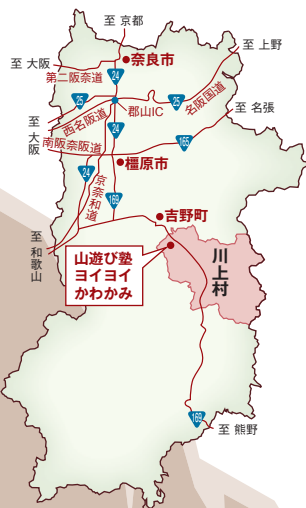 至 京都
至 上野
奈良市
至 大阪
24
第二阪奈道
25
25
名阪国道
西名阪道
郡山IC
至 名張
至大阪
24
南阪奈阪道
165
橿原市
24
京奈和道
169
吉野町
至 和歌山
山遊び塾
ヨイヨイ
かわかみ
川上村
169
至 熊野